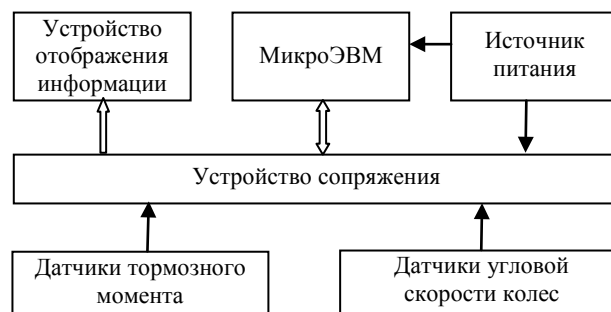 Устройство
отображения
информации
МикроЭВМ
Источник
питания
Устройство сопряжения
Датчики тормозного
момента
Датчики угловой
скорости колес